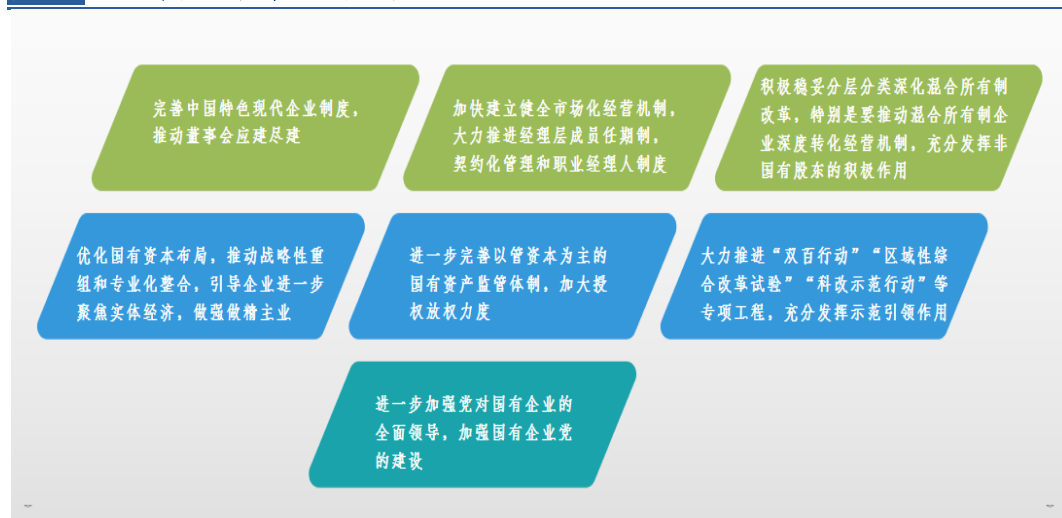 完善中国特色现代企业制度，
推动董事会应建尽建
加快建立健全市场化经营机制，
大力推进经理层成员任期制，
契约化管理和职业经理人制度
积极稳妥分层分类深化混合所有制
改革，特别是要推动混合所有制企
业深度转化经营机制，充分发挥非
国有股东的积极作用
优化国有资本布局，推动战略性重
组和专业化整合，引导企业进一步
聚焦实体经济，做强做精主业
进一步完善以管资本为主的
国有资产监管体制，加大授
权放权力度
大力推进“双百行动”“区域性综
合改革试验”“科改示范行动”等
专项工程，充分发挥示范引领作用
进一步加强党对国有企业的
全面领导，加强国有企业党
的建设